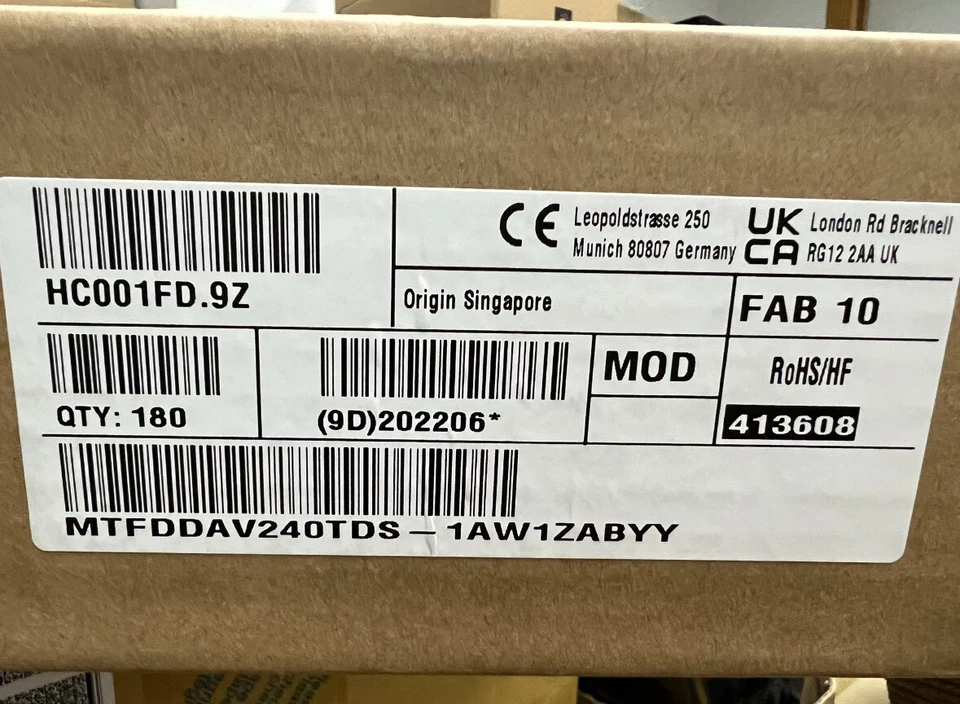 HC001FD.9Z
CE Leopoldstrasse 250
Munich 80807 Germany
UK
CA
London Rd Bracknell
RG12 2AA UK
Origin Singapore
FAB 10
QTY: 180
(9D)202206*
MOD
RoHS/HF
413608
MTFDDAV240TDS – 1AW1ZABYY